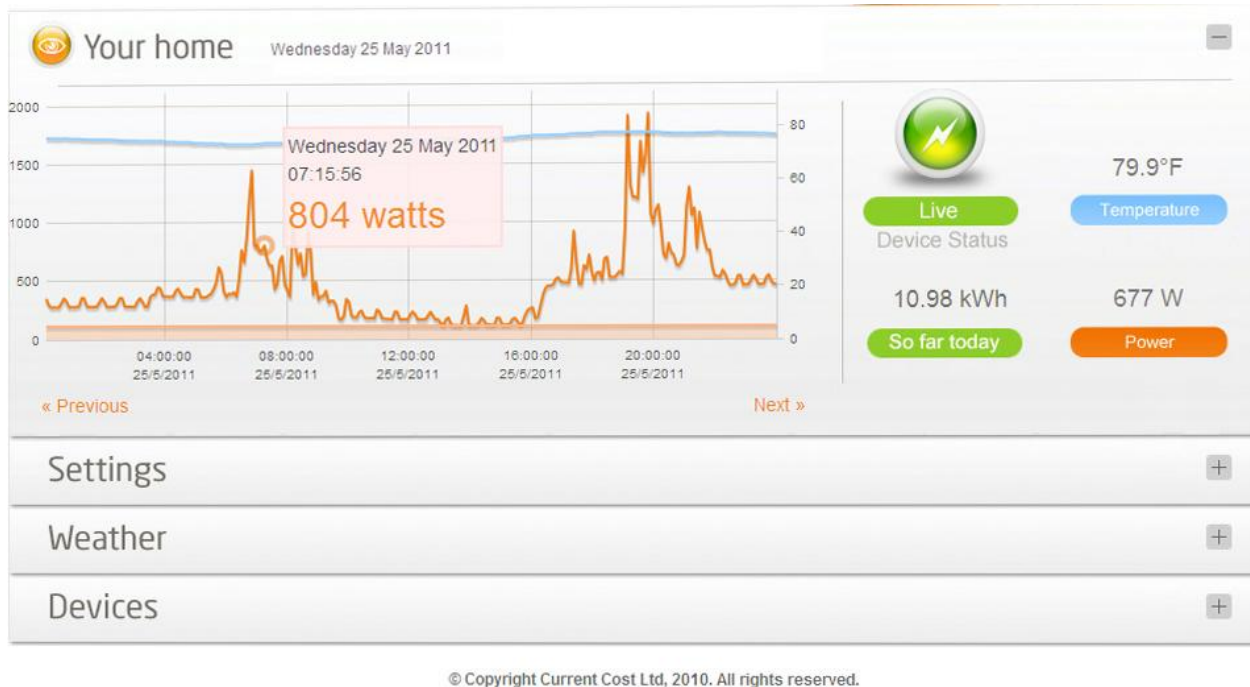 Your home
Wednesday 25 May 2011
2000
1500
1000
500
0
80
60
40
20
0
Wednesday 25 May 2011
07:15:56
804 watts
04:00:00
25/5/2011
08:00:00
25/5/2011
12:00:00
25/5/2011
16:00:00
25/5/2011
20:00:00
25/5/2011
« Previous
Next »
Live
Device Status
79.9°F
Temperature
10.98 kWh
So far today
677 W
Power
Settings
Weather
Devices
© Copyright Current Cost Ltd, 2010. All rights reserved.